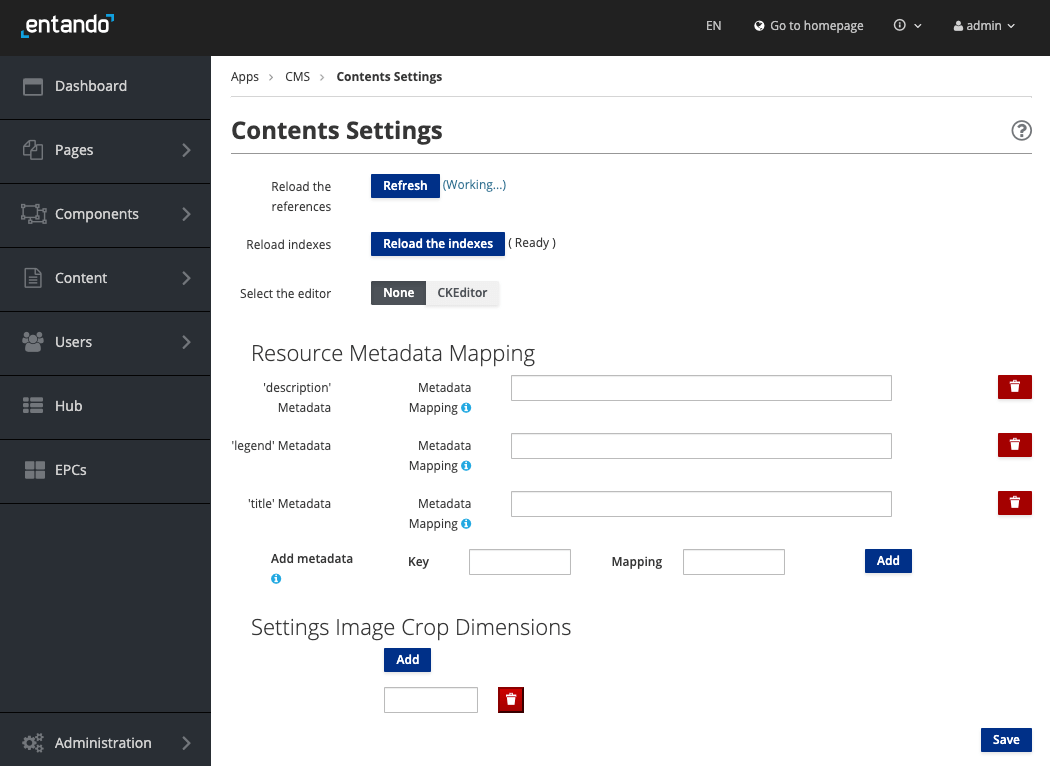 entando
EN Go to homepage admin
Dashboard
Pages
Components
Content
Users
Hub
EPCs
Administration
Apps > CMS > Contents Settings
Contents Settings
Reload the
references
Refresh (Working...)
Reload indexes Reload the indexes ( Ready )
Select the editor None CKEditor
Resource Metadata Mapping
'description'
Metadata
Metadata
Mapping
'legend' Metadata
Metadata
Mapping
'title' Metadata
Metadata
Mapping
Add metadata Key Mapping Add
Settings Image Crop Dimensions
Add
Save